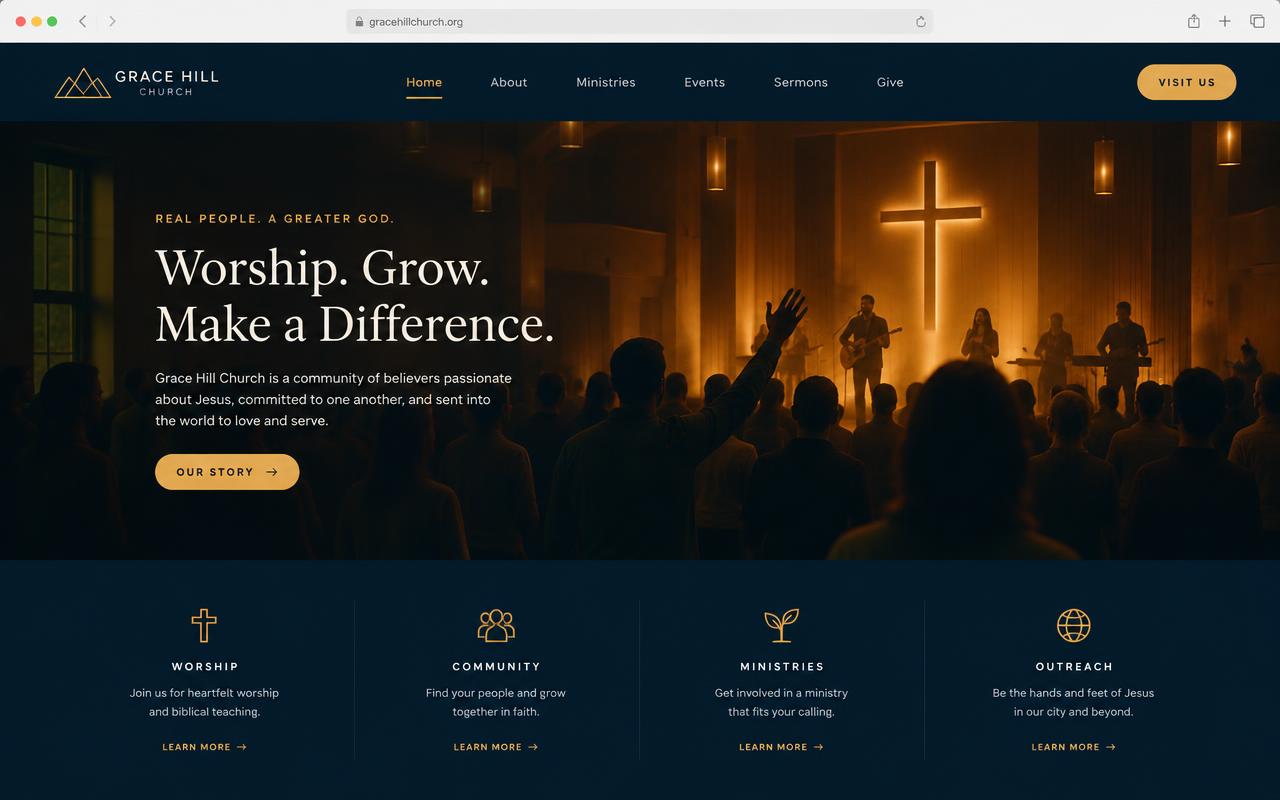 gracehillchurch.org
GRACE HILL
CHURCH
Home
About
Ministries
Events
Sermons
Give
VISIT US
REAL PEOPLE. A GREATER GOD.
Worship. Grow.
Make a Difference.
Grace Hill Church is a community of believers passionate
about Jesus, committed to one another, and sent into
the world to love and serve.
OUR STORY →
WORSHIP
Join us for heartfelt worship
and biblical teaching.
LEARN MORE →
COMMUNITY
Find your people and grow
together in faith.
LEARN MORE →
MINISTRIES
Get involved in a ministry
that fits your calling.
LEARN MORE →
OUTREACH
Be the hands and feet of Jesus
in our city and beyond.
LEARN MORE →